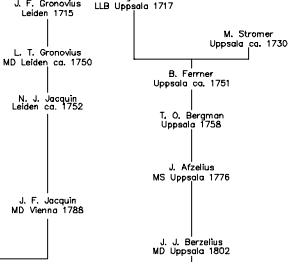 J. F. Gronovius
Leiden 1715
LLB Uppsala 1717
M. Stromer
Uppsala ca. 1730
L. T. Gronovius
MD Leiden ca. 1750
B. Ferrner
Uppsala ca. 1751
N. J. Jacquin
Leiden ca. 1752
T. O. Bergman
Uppsala 1758
J. Afzelius
MS Uppsala 1776
J. F. Jacquin
MD Vienna 1788
J. J. Berzelius
MD Uppsala 1802